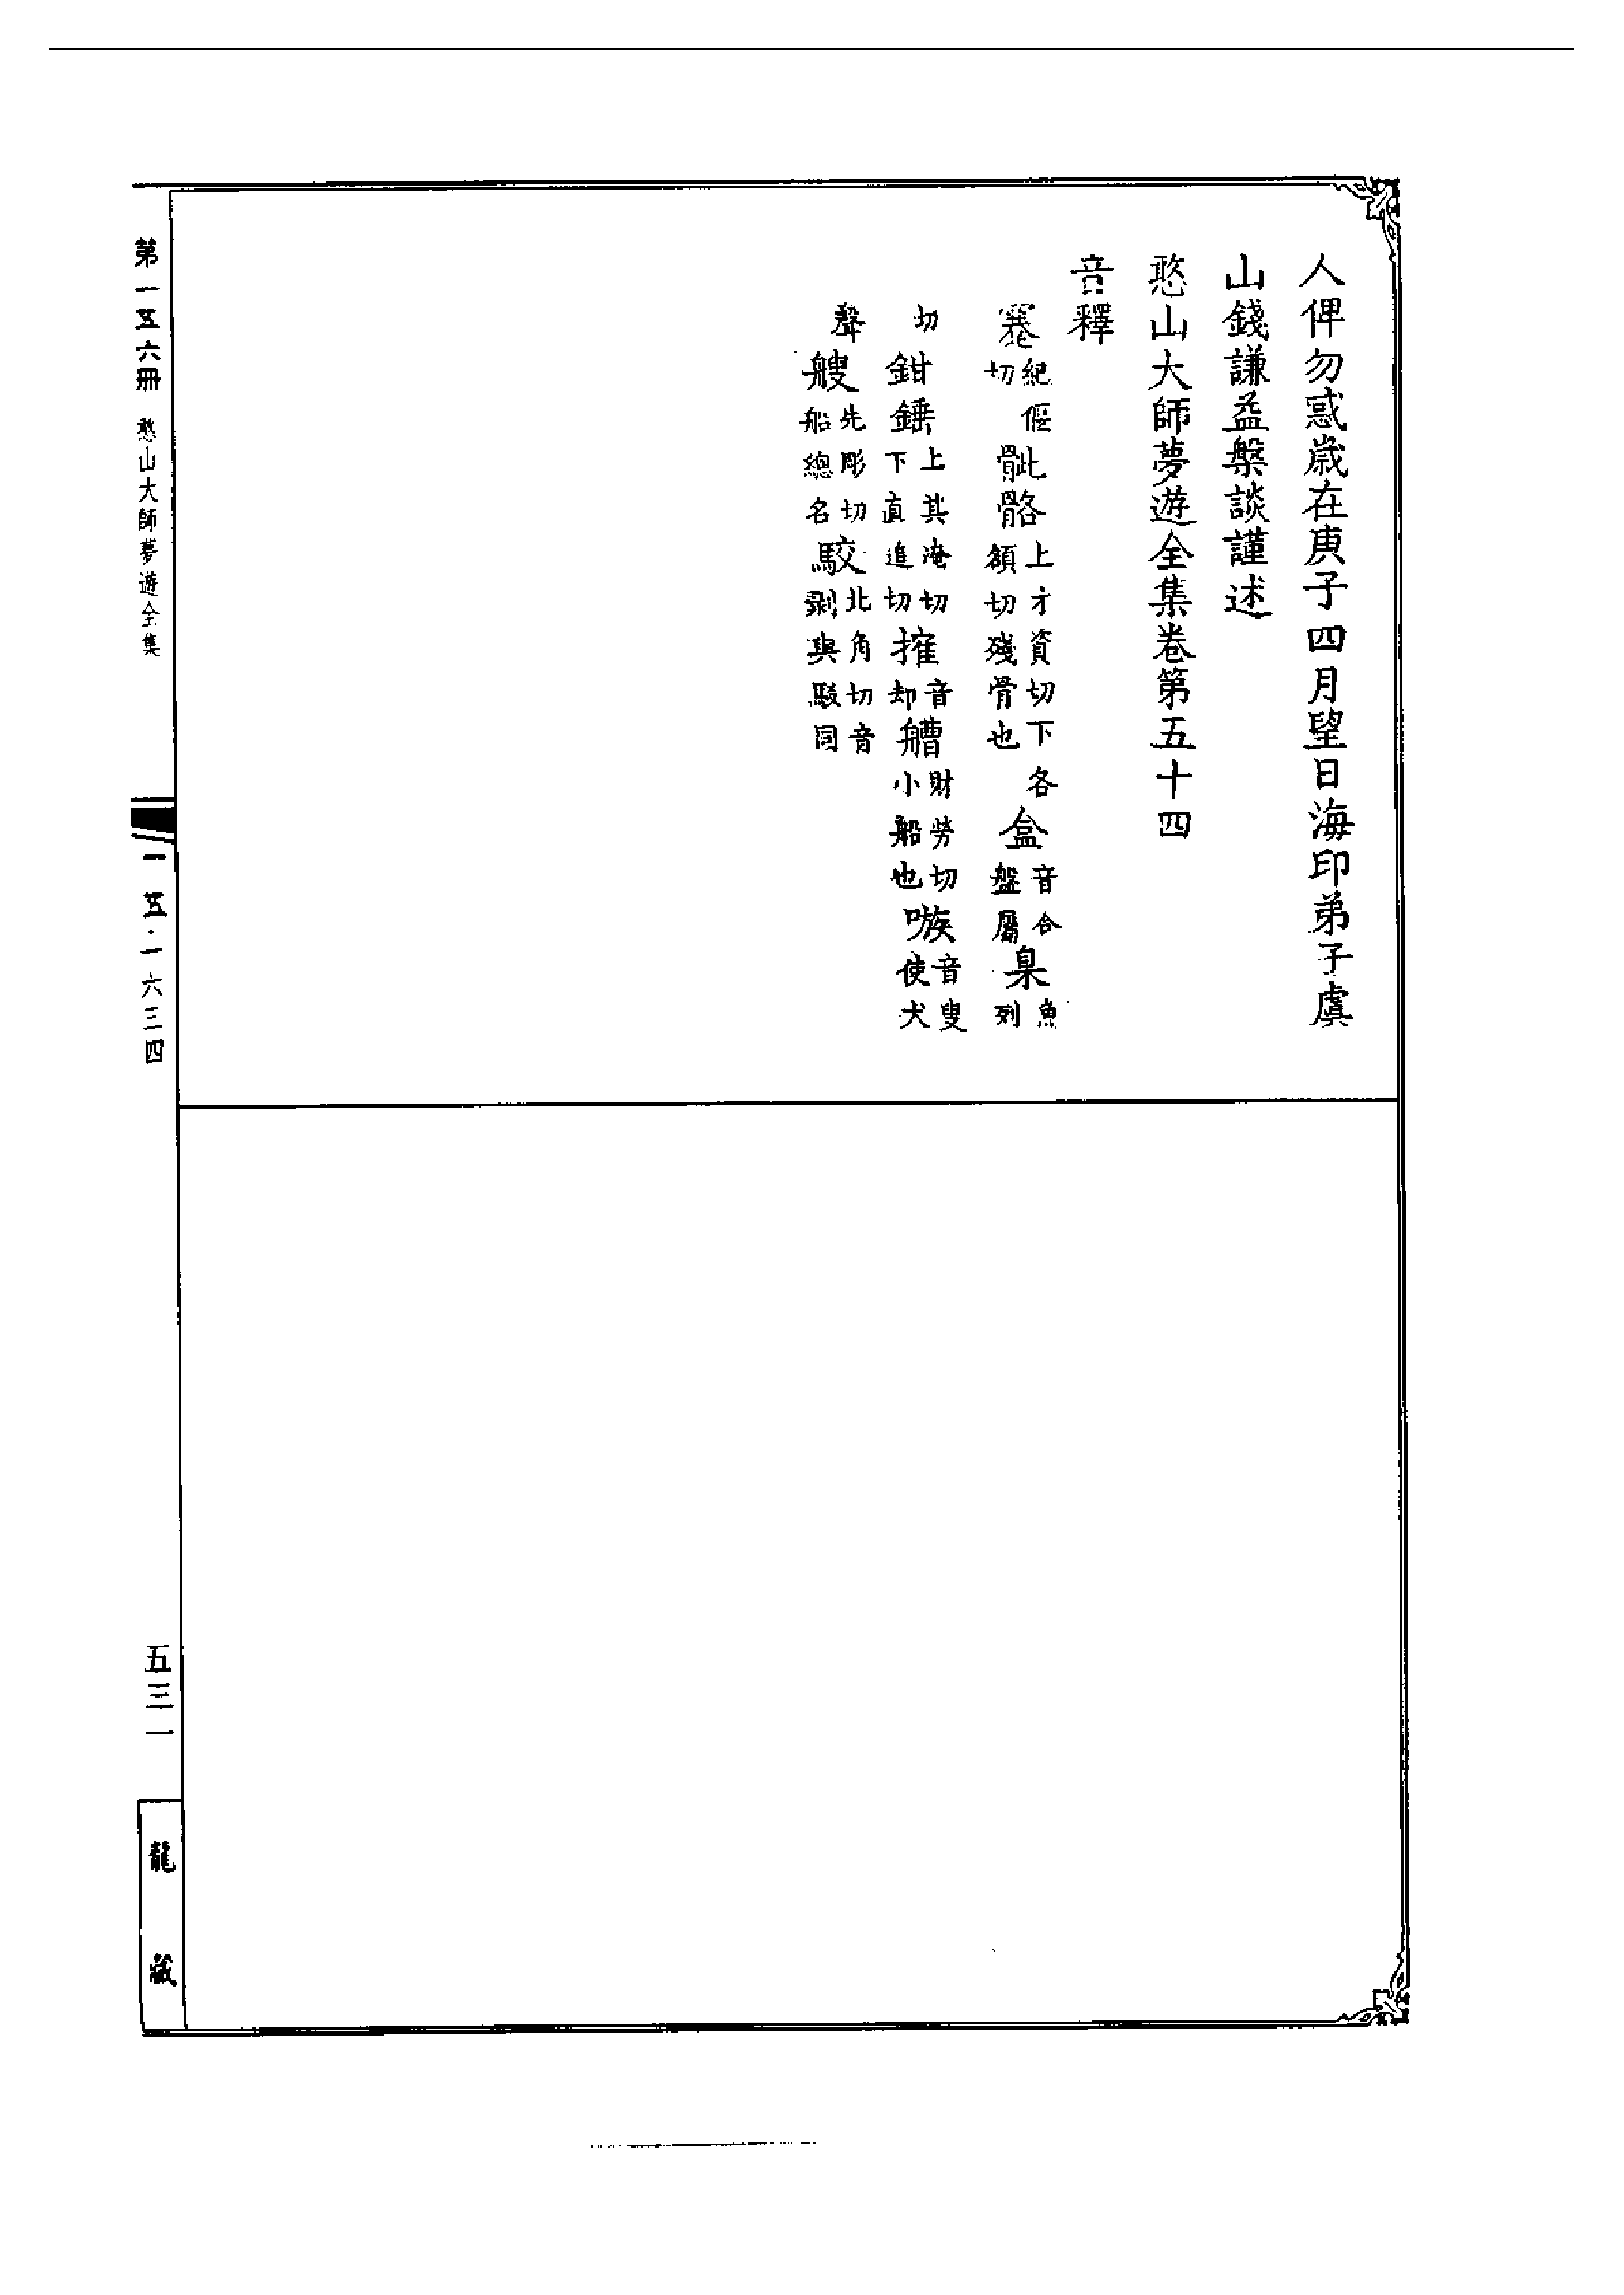 人俾勿惑歲在庚子四月望日海印弟子虞
山錢謙益槃談謹述
憨山大師夢遊全集卷第五十四
音釋
紀偃切骴骼上才資切下各額切殘骨也盒音合盤屬臬魚列
切鉗錘上其淹切下直追切搉音却艚財勞切小船也嗾音叟使犬
聲艘先彫切船總名駮北角切音剝與駁同
第一五六冊 憨山大師夢遊全集
一五·一六三四
五三一
龍藏